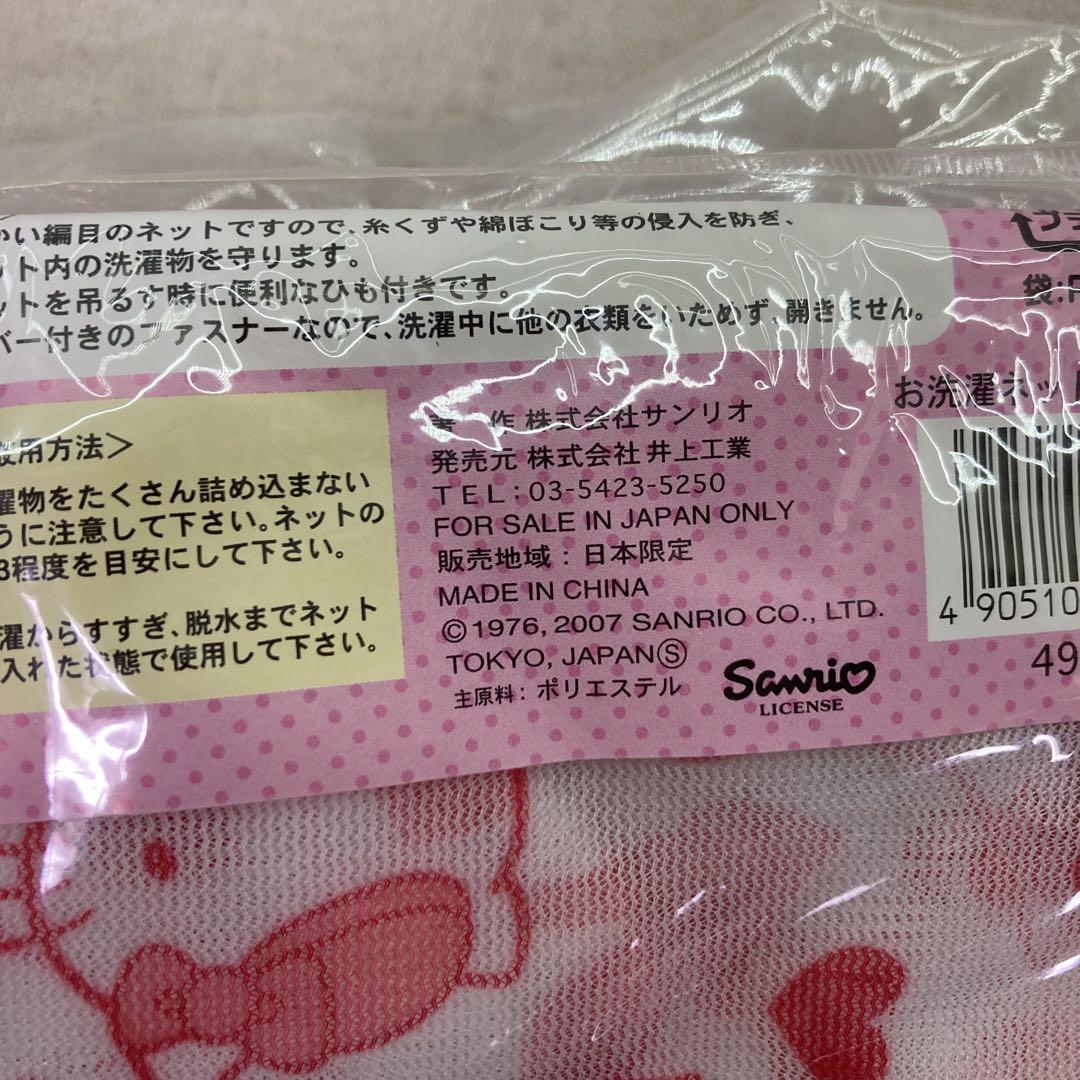 かい編目のネットですので、糸くずや綿ぼこり等の侵入を防ぎ、
ット内の洗濯物を守ります。
ットを吊るす時に便利なひも付きです。
バー付きのファスナーなので、洗濯中に他の衣類をいためず、開きません。
使用方法＞
濯物をたくさん詰め込まない
うに注意して下さい。ネットの
3程度を目安にして下さい。
濯からすすぎ、脱水までネット
入れた状態で使用して下さい。
著 作 株式会社サンリオ
発売元 株式会社井上工業
TEL:03-5423-5250
FOR SALE IN JAPAN ONLY
販売地域：日本限定
MADE IN CHINA
©1976, 2007 SANRIO CO., LTD.
TOKYO, JAPAN Ⓢ
主原料：ポリエステル
Sanrio
LICENSE
プラ
袋:P
お洗濯ネット
4 90510
49